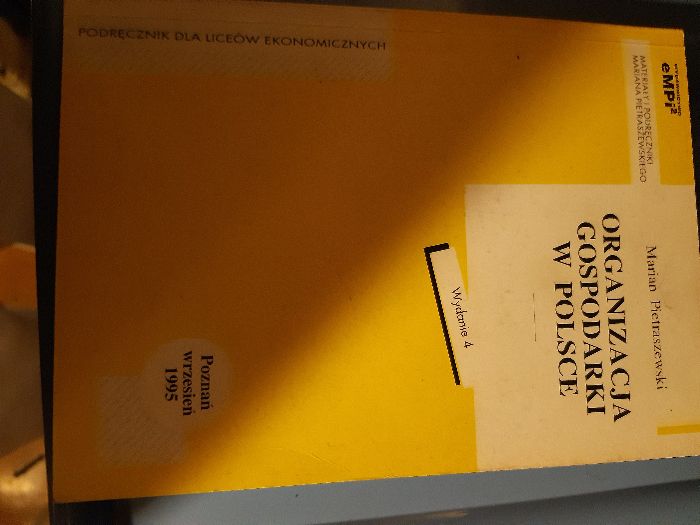 WYDAWNICTWO
eMPi²
MATERIAŁY I PODRĘCZNIKI
MARIANA PIETRASZEWSKIEGO
Marian Pietraszewski
ORGANIZACJA
GOSPODARKI
W POLSCE
Wydanie 4
Poznań
wrzesień
1995
PODRĘCZNIK DLA LICEÓW EKONOMICZNYCH